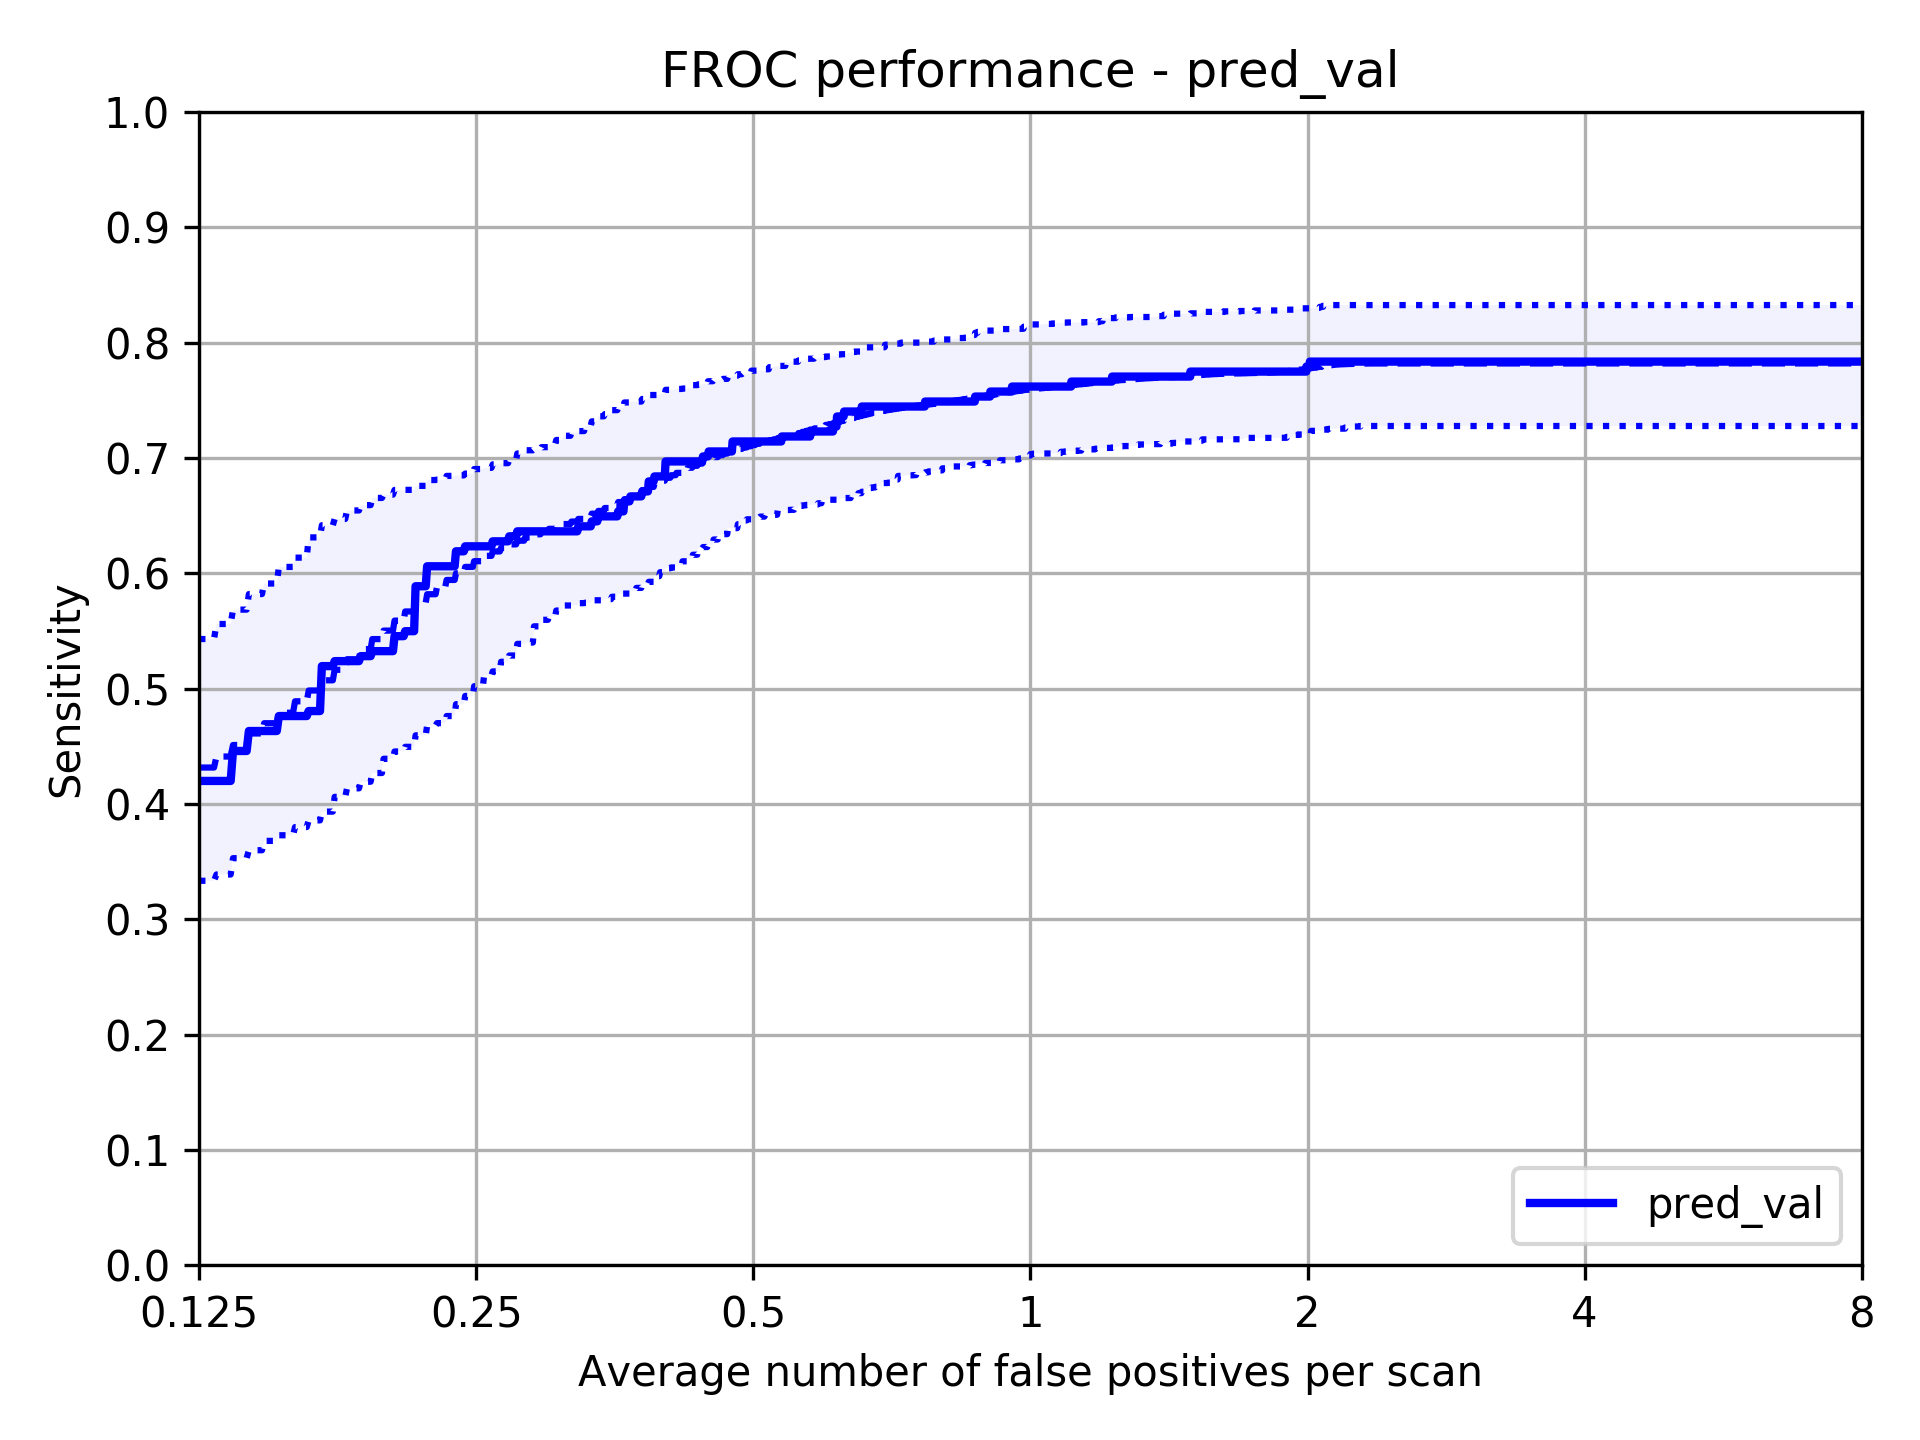 FROC performance - pred_val
1.0
0.9
0.8
0.7
0.6
0.5
0.4
0.3
0.2
0.1
0.0
Sensitivity
pred_val
0.125 0.25 0.5 1 2 4 8
Average number of false positives per scan